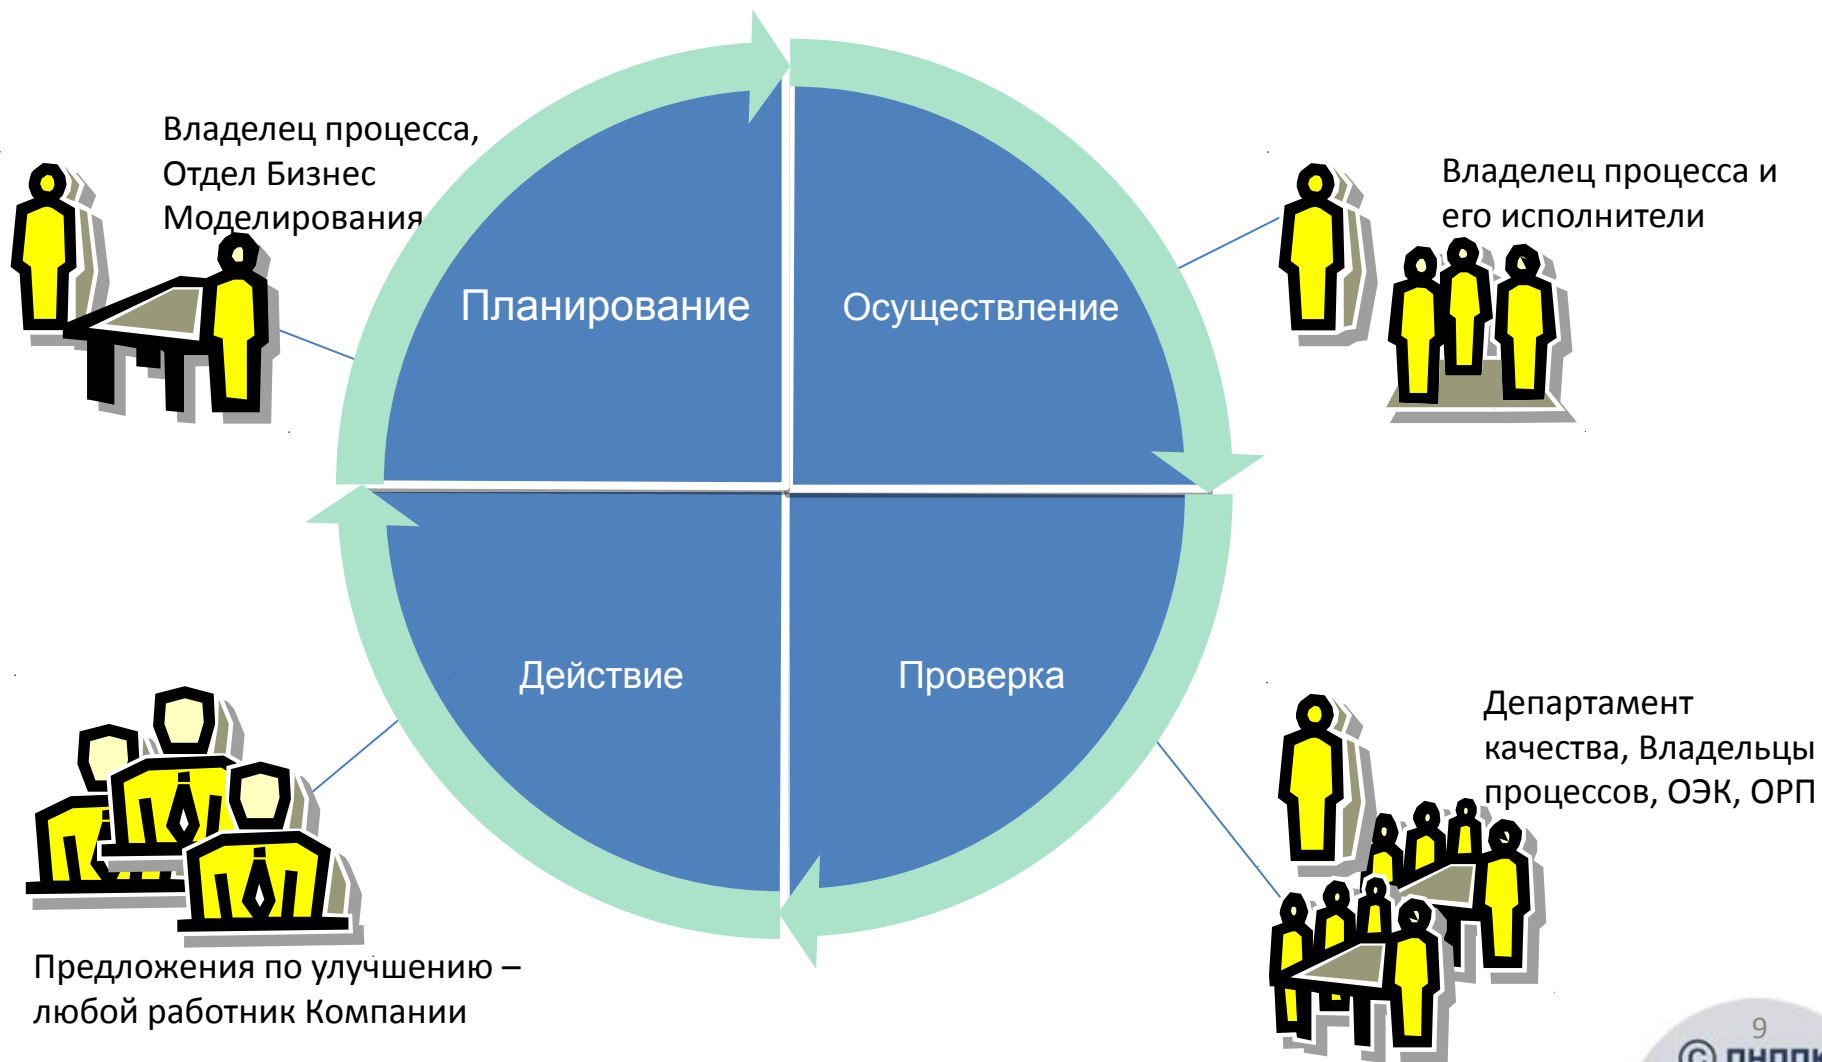 Владелец процесса,
Отдел Бизнес
Моделирования
Владелец процесса и
его исполнители
Планирование
Осуществление
Действие
Проверка
Департамент
качества, Владельцы
процессов, ОЭК, ОРП
Предложения по улучшению –
любой работник Компании
9